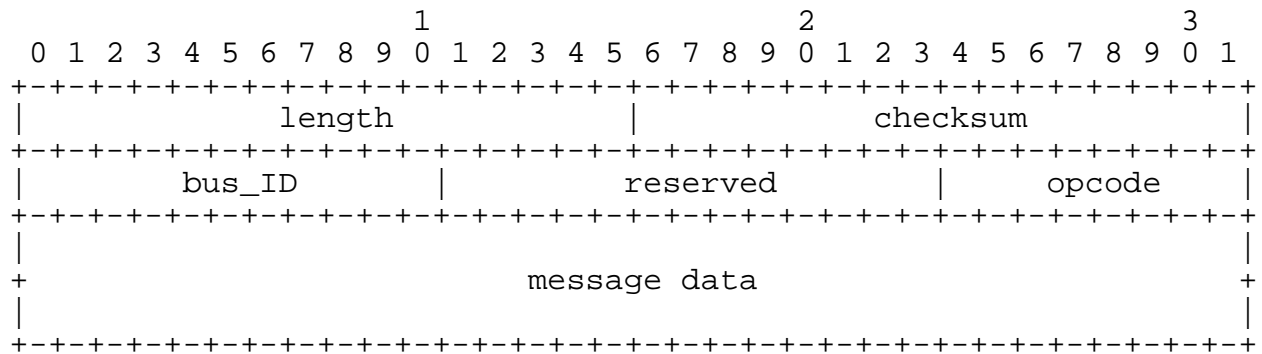 1                   2                   3
 0 1 2 3 4 5 6 7 8 9 0 1 2 3 4 5 6 7 8 9 0 1 2 3 4 5 6 7 8 9 0 1
+-+-+-+-+-+-+-+-+-+-+-+-+-+-+-+-+-+-+-+-+-+-+-+-+-+-+-+-+-+-+-+-+
|             length            |            checksum           |
+-+-+-+-+-+-+-+-+-+-+-+-+-+-+-+-+-+-+-+-+-+-+-+-+-+-+-+-+-+-+-+-+
|        bus_ID       |         reserved        |     opcode    |
+-+-+-+-+-+-+-+-+-+-+-+-+-+-+-+-+-+-+-+-+-+-+-+-+-+-+-+-+-+-+-+-+
|                                                               |
+                          message data                         +
|                                                               |
+-+-+-+-+-+-+-+-+-+-+-+-+-+-+-+-+-+-+-+-+-+-+-+-+-+-+-+-+-+-+-+-+